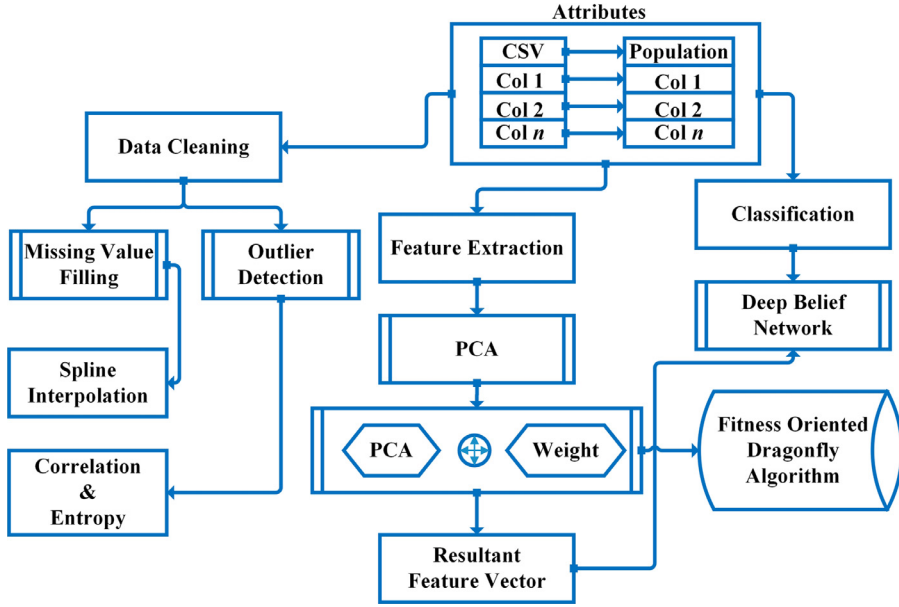 Attributes
CSV
Population
Col 1
Col 1
Col 2
Col 2
Col n
Col n
Data Cleaning
Classification
Feature Extraction
Missing Value
Filling
Outlier
Detection
Deep Belief
Network
PCA
Spline
Interpolation
PCA
Weight
Fitness Oriented
Dragonfly
Algorithm
Correlation
&
Entropy
Resultant
Feature Vector